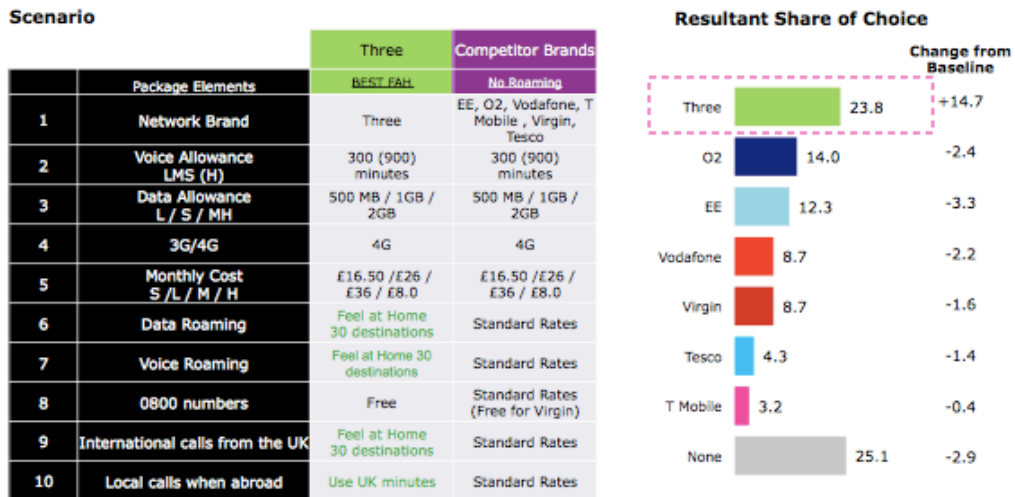 Scenario
Three
Competitor Brands
Package Elements
BEST FAH
No Roaming
1
Network Brand
Three
EE, O2, Vodafone, T
Mobile , Virgin,
Tesco
2
Voice Allowance
LMS (H)
300 (900)
minutes
300 (900)
minutes
3
Data Allowance
L / S / MH
500 MB / 1GB /
2GB
500 MB / 1GB /
2GB
4
3G/4G
4G
4G
5
Monthly Cost
S /L / M / H
£16.50 /£26 /
£36 / £8.0
£16.50 /£26 /
£36 / £8.0
6
Data Roaming
Feel at Home
30 destinations
Standard Rates
7
Voice Roaming
Feel at Home 30
destinations
Standard Rates
8
0800 numbers
Free
Standard Rates
(Free for Virgin)
9
International calls from the UK
Feel at Home
30 destinations
Standard Rates
10
Local calls when abroad
Use UK minutes
Standard Rates
Resultant Share of Choice
Change from
Baseline
Three 23.8 +14.7
O2 14.0 -2.4
EE 12.3 -3.3
Vodafone 8.7 -2.2
Virgin 8.7 -1.6
Tesco 4.3 -1.4
T Mobile 3.2 -0.4
None 25.1 -2.9